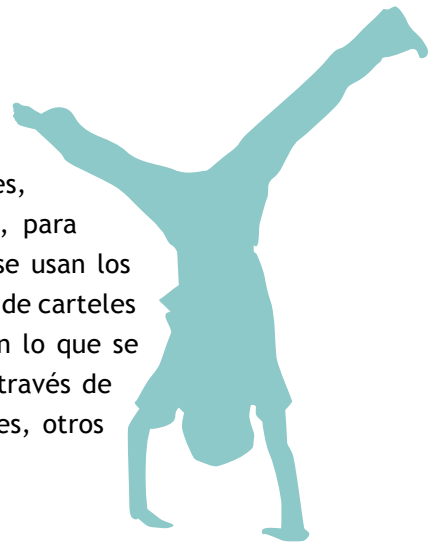 es,
, para
se usan los
de carteles
n lo que se
través de
es, otros